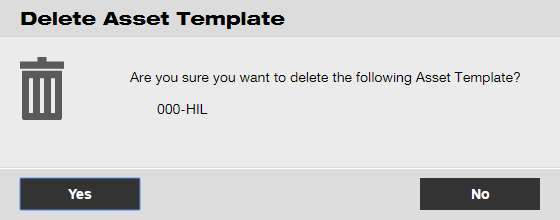 Delete Asset Template
Are you sure you want to delete the following Asset Template?
000-HIL
Yes
No